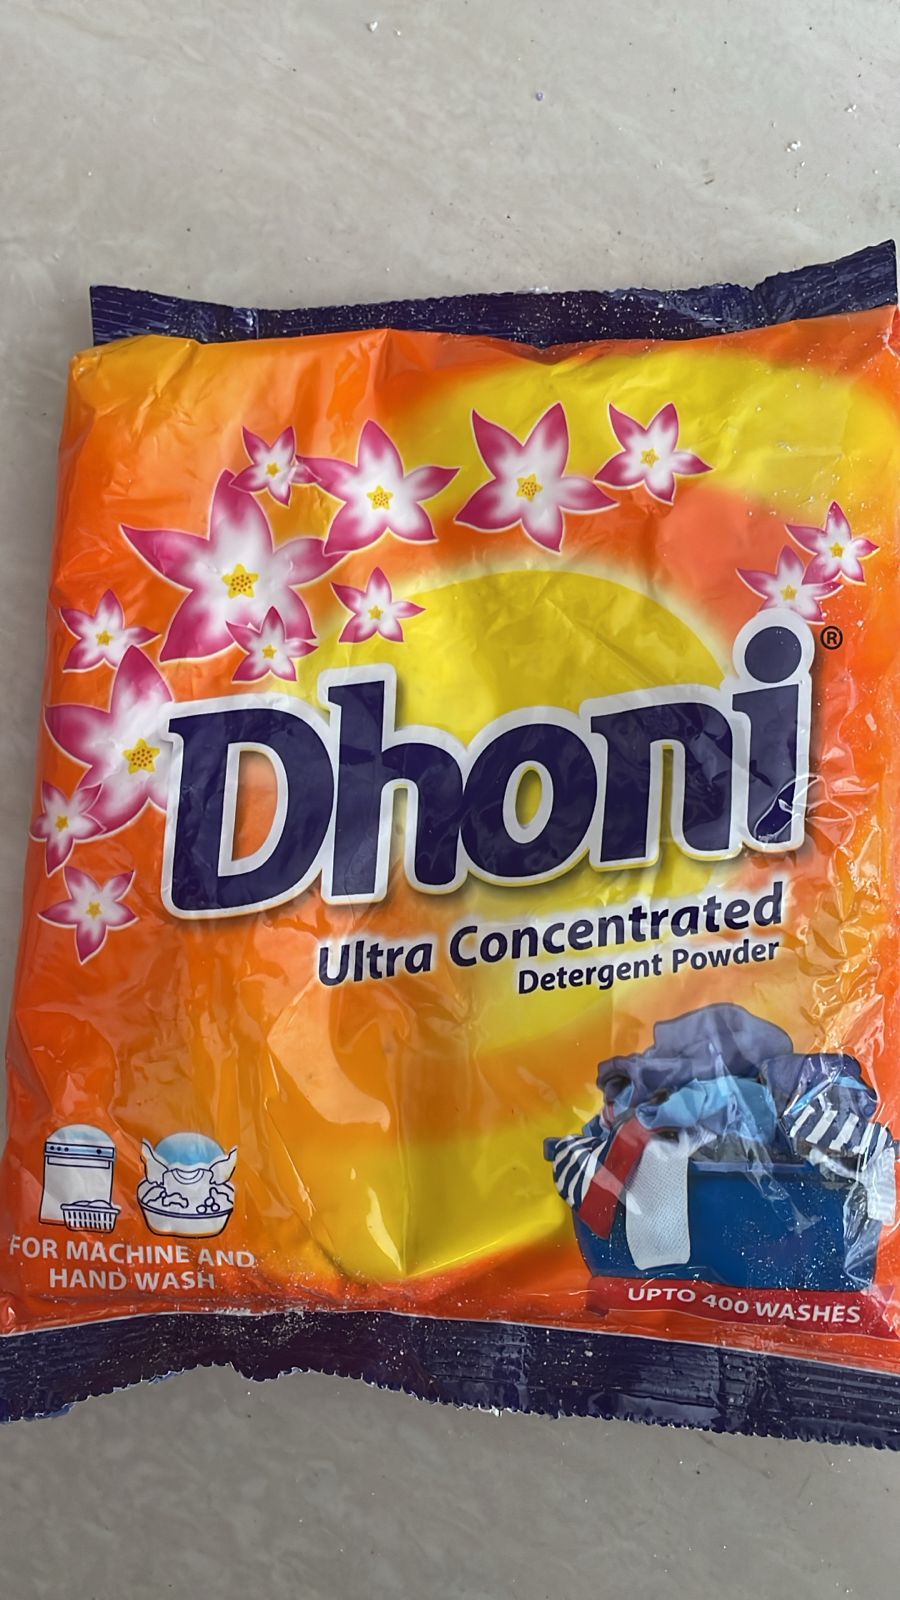 Dhoni®
Ultra Concentrated
Detergent Powder
FOR MACHINE AND
HAND WASH
UPTO 400 WASHES